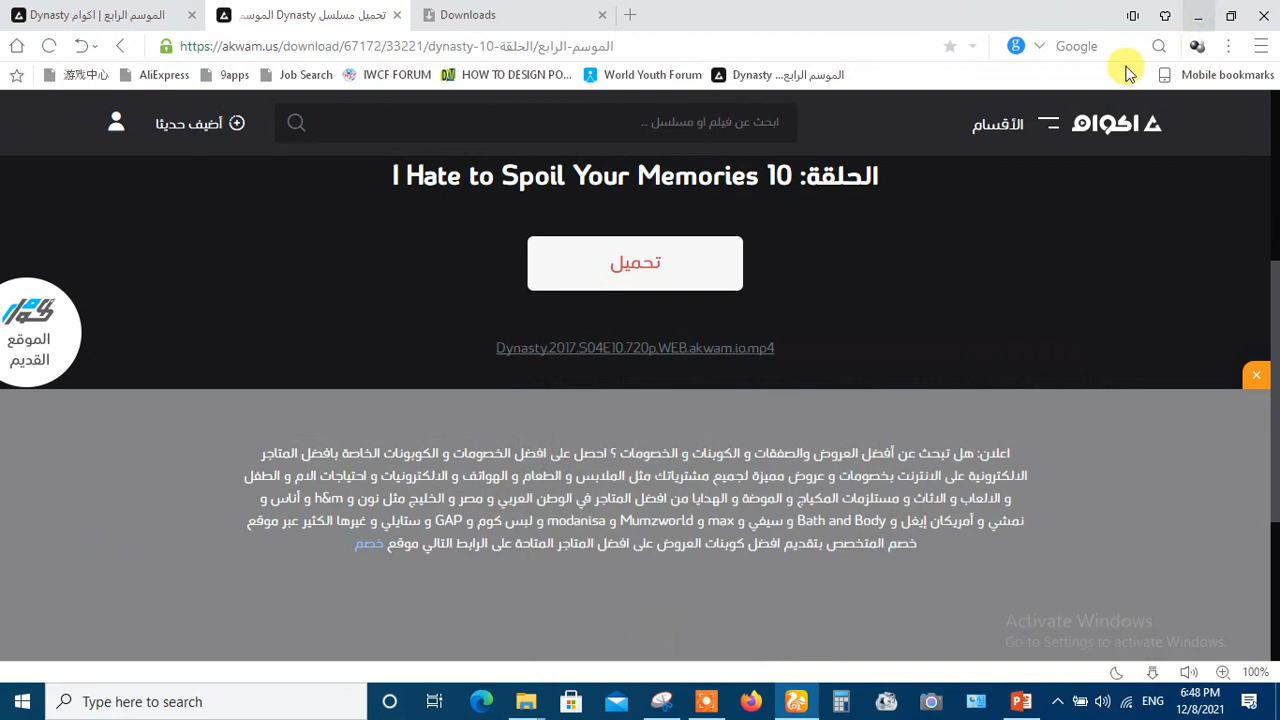 Dynasty الموسم الرابع | اكوام
تحميل مسلسل Dynasty الموسم
Downloads
https://akwam.us/download/67172/33221/dynasty-الموسم-الرابع/الحلقة-10
Google
游戏中心
AliExpress
9apps
Job Search
IWCF FORUM
HOW TO DESIGN PO...
World Youth Forum
Dynasty ...الموسم الرابع
Mobile bookmarks
اكوام
الأقسام
ابحث عن فيلم او مسلسل ...
أضيف حديثا
الحلقة: 10 I Hate to Spoil Your Memories
تحميل
الموقع
القديم
Dynasty.2017.S04E10.720p.WEB.akwam.io.mp4
اعلان: هل تبحث عن أفضل العروض والصفقات و الكوبنات و الخصومات ؟ احصل على افضل الخصومات و الكوبونات الخاصة بافضل المتاجر
الالكترونية على الانترنت بخصومات و عروض مميزة لجميع مشترياتك مثل الملابس و الطعام و الهواتف و الالكترونيات و احتياجات الام و الطفل
و الالعاب و الاثاث و مستلزمات المكياج و الموضة و الهدايا من افضل المتاجر في الوطن العربي و مصر و الخليج مثل نون و h&m و أناس و
نمشي و أمريكان إيغل و Bath and Body و سيفي و max و Mumzworld و modanisa و لبس كوم و GAP و ستايلي و غيرها الكثير عبر موقع
خصم المتخصص بتقديم افضل كوبنات العروض على افضل المتاجر المتاحة على الرابط التالي موقع خصم
Activate Windows
Go to Settings to activate Windows.
100%
Type here to search
ENG
6:48 PM
12/8/2021